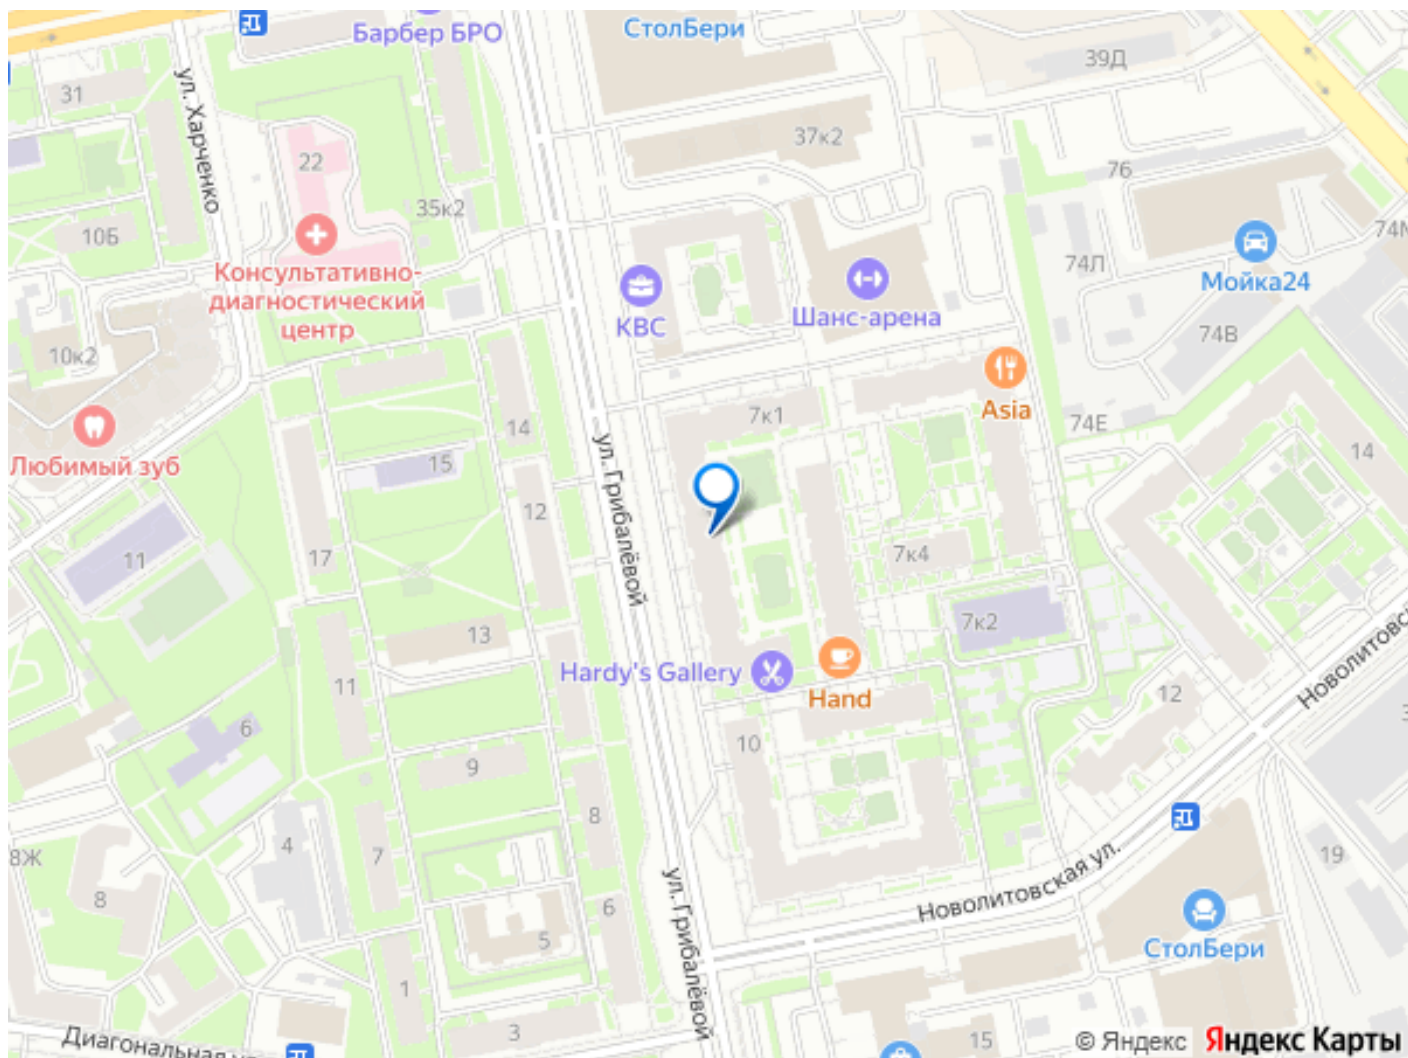 Барбер БРО
СтолБери
39Д
31
ул. Харченко
37к2
22
76
35к2
10Б
74Л
Мойка24
Консультативно-
диагностический
центр
КВС
Шанс-арена
74В
10к2
Asia
7к1
74Е
14
14
Любимый зуб
15
ул. Грибалёвой
12
11
17
7к4
7к2
13
Hardy's Gallery
Hand
11
12
Новолитовс
6
10
9
8
4
7
8Ж
8
19
Новолитовская ул.
ул. Грибалёвой
6
СтолБери
5
1
3
15
Диагональная
© Яндекс Яндекс Карты